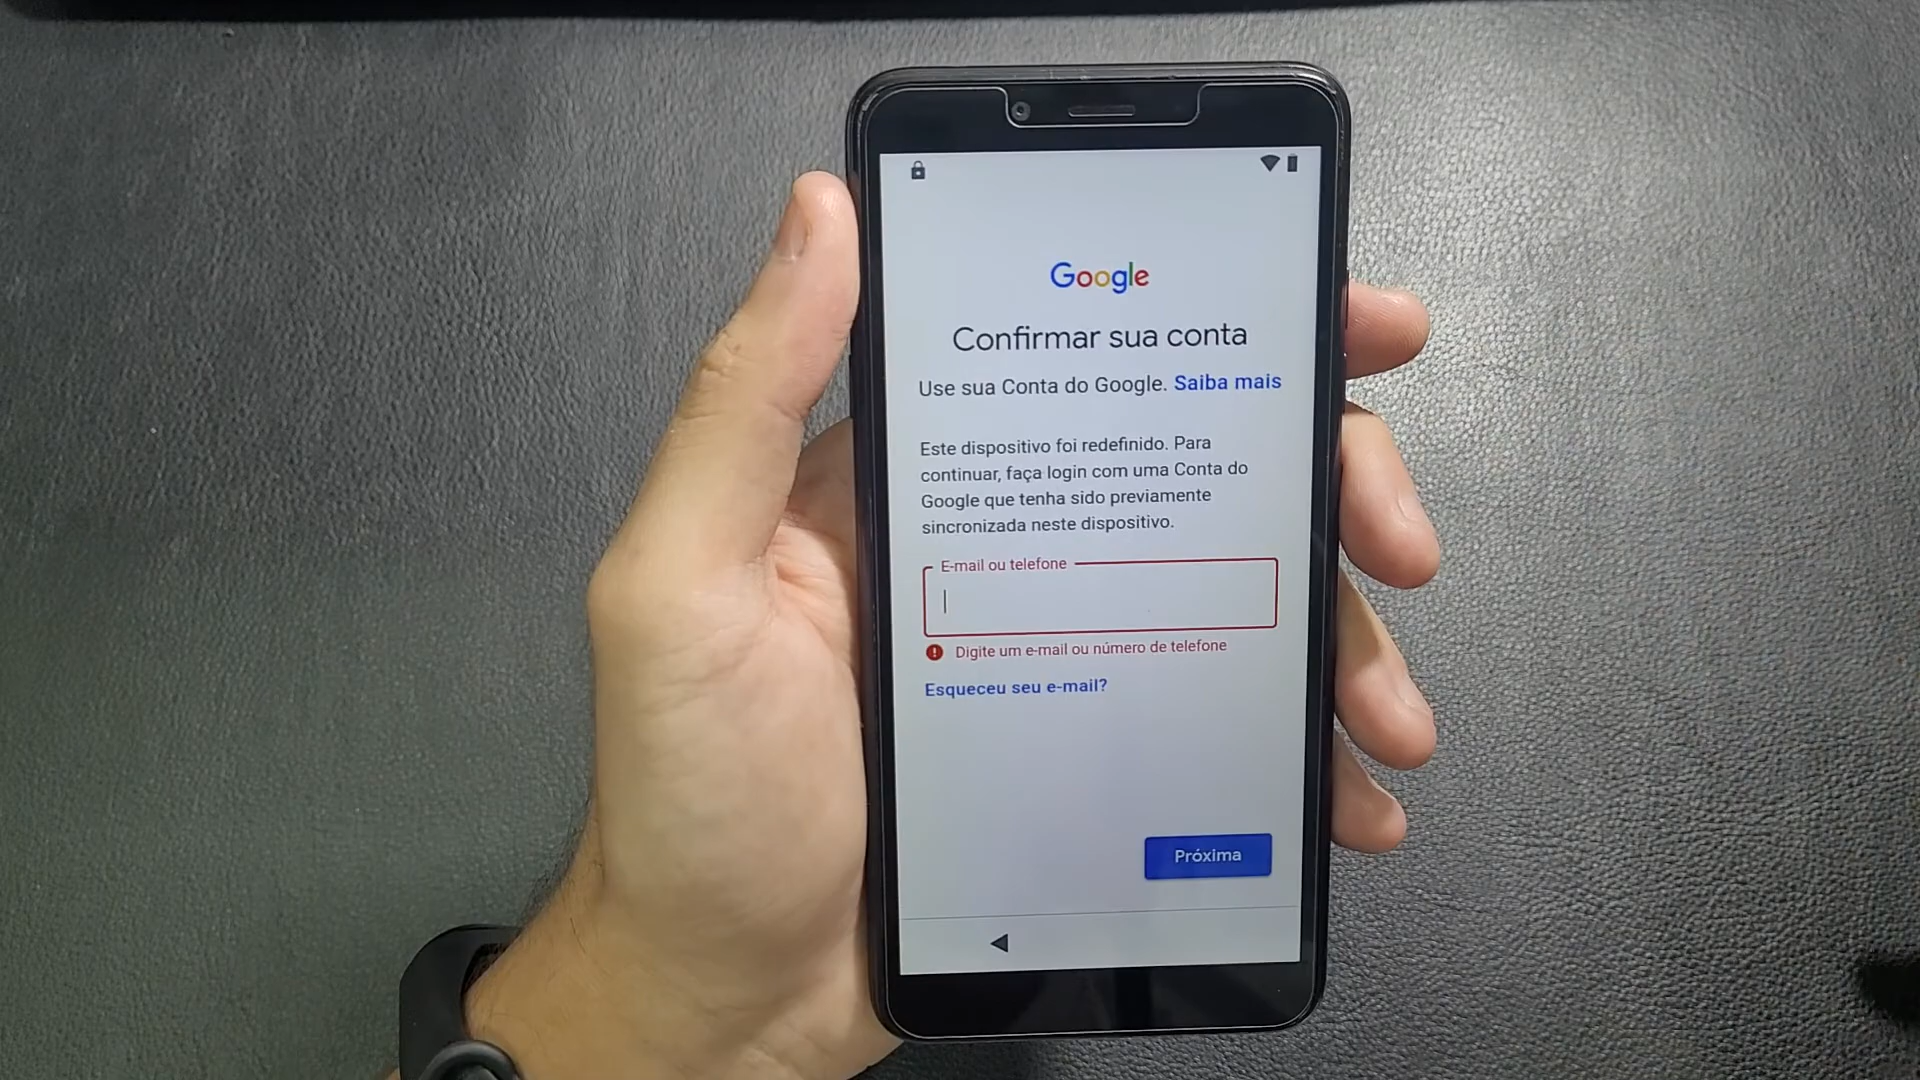 Google
Confirmar sua conta
Use sua Conta do Google. Saiba mais
Este dispositivo foi redefinido. Para
continuar, faça login com uma Conta do
Google que tenha sido previamente
sincronizada neste dispositivo.
E-mail ou telefone
Digite um e-mail ou número de telefone
Esqueceu seu e-mail?
Próxima